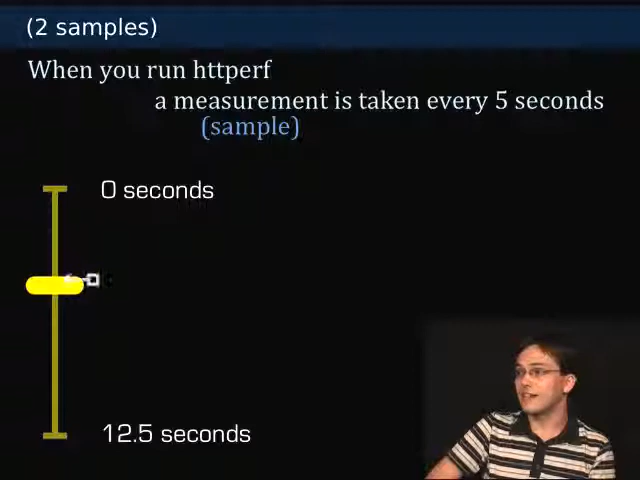 (2 samples)
When you run httperf
a measurement is taken every 5 seconds
(sample)
0 seconds
12.5 seconds